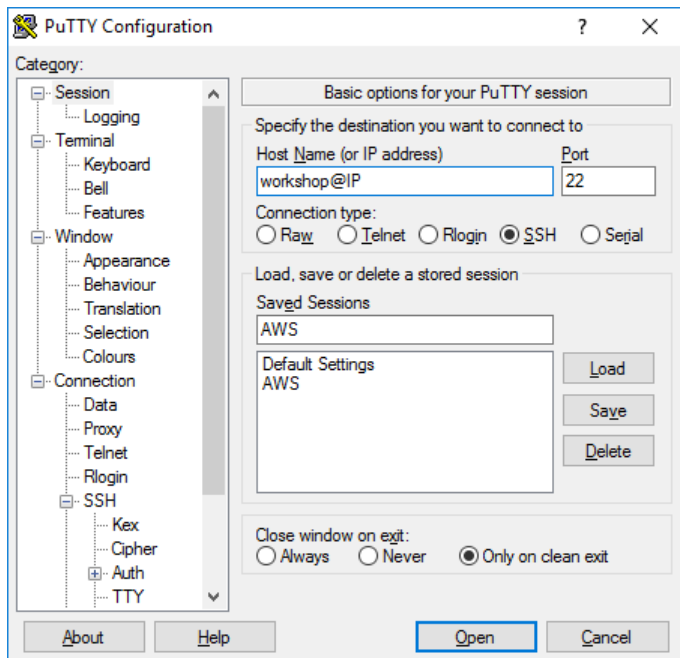 PuTTY Configuration
?
Category:
Session
Logging
Terminal
Keyboard
Bell
Features
Window
Appearance
Behaviour
Translation
Selection
Colours
Connection
Data
Proxy
Telnet
Rlogin
SSH
Kex
Cipher
Auth
TTY
Basic options for your PuTTY session
Specify the destination you want to connect to
Host Name (or IP address) Port
workshop@IP 22
Connection type:
Raw Telnet Rlogin SSH Serial
Load, save or delete a stored session
Saved Sessions
AWS
Default Settings
AWS
Load
Save
Delete
Close window on exit:
Always Never Only on clean exit
About Help Open Cancel